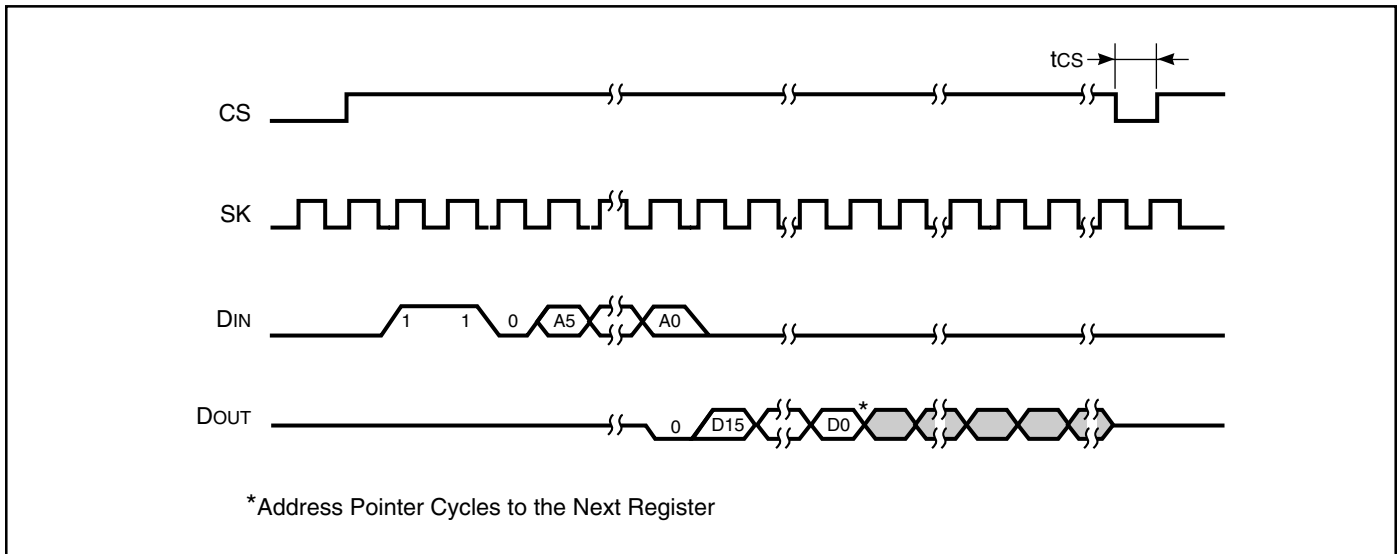 tCS
CS
SK
DIN 1 1 0 A5 A0
DOUT 0 D15 D0 *
*Address Pointer Cycles to the Next Register